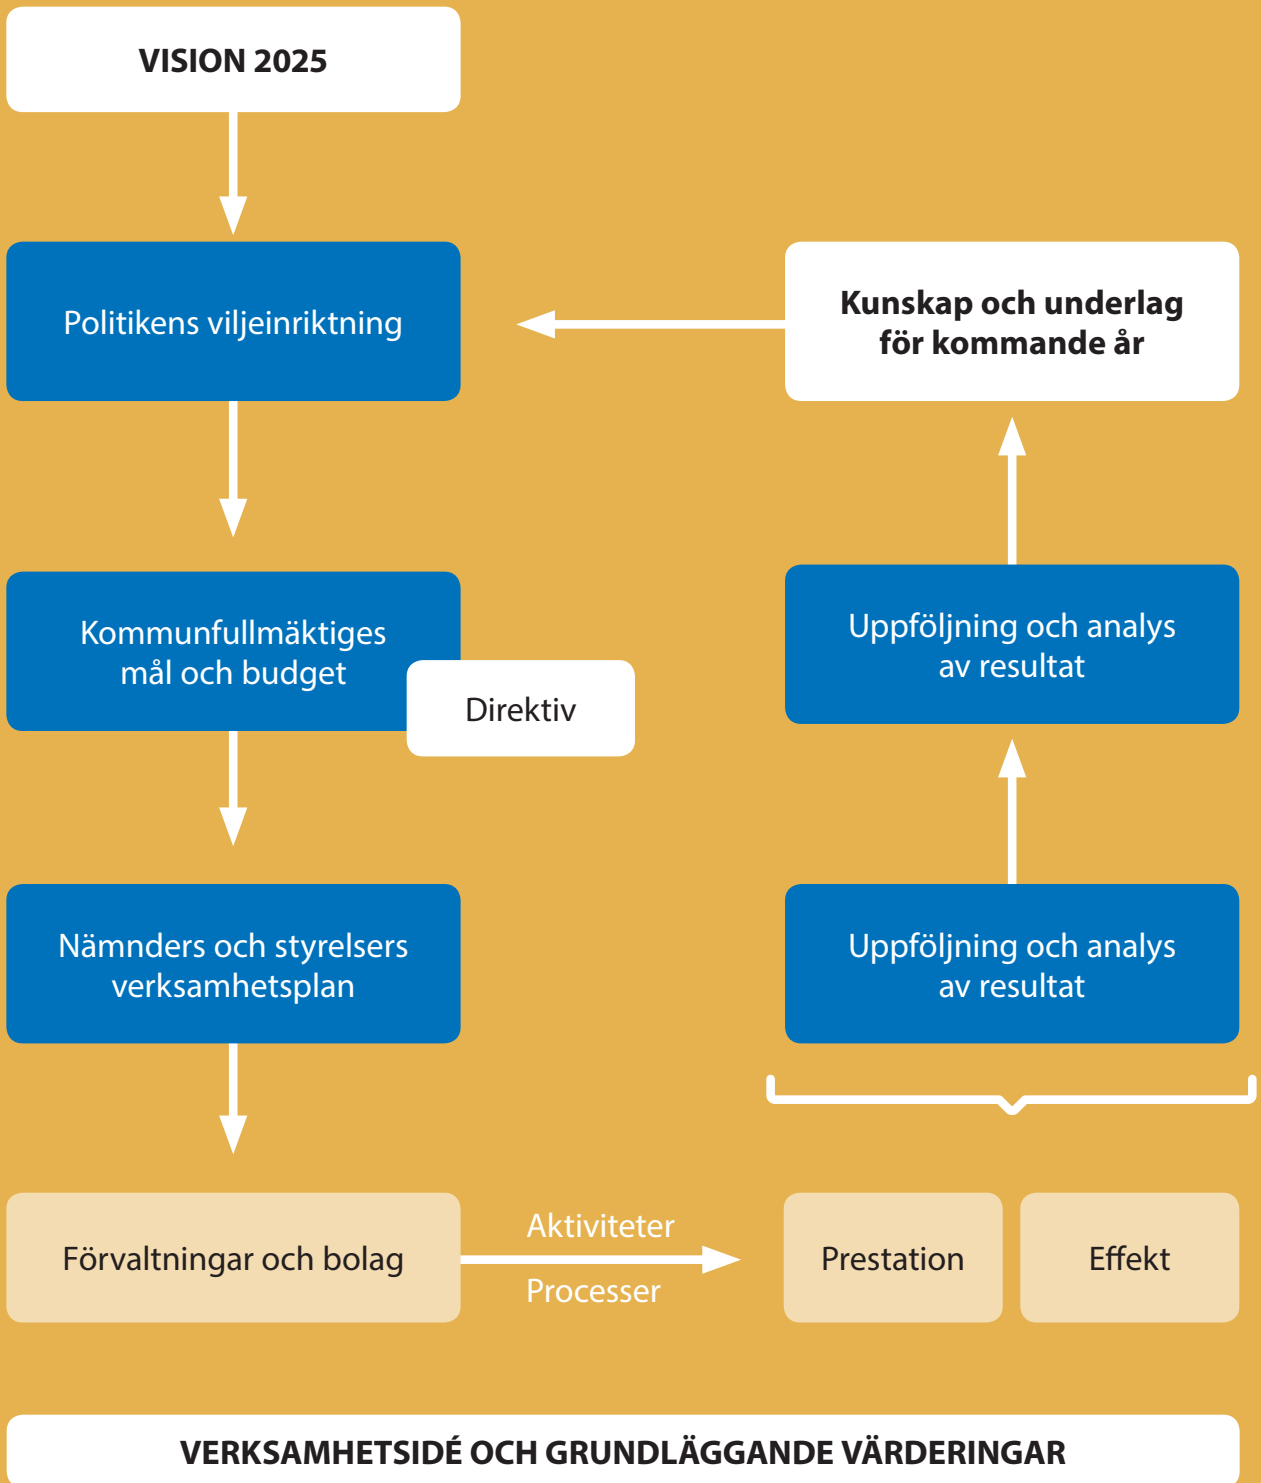 VISION 2025
Politikens viljeinriktning
Kunskap och underlag
för kommande år
Kommunfullmäktiges
mål och budget
Direktiv
Uppföljning och analys
av resultat
Nämnders och styrelsers
verksamhetsplan
Uppföljning och analys
av resultat
Förvaltningar och bolag
Aktiviteter
Processer
Prestation
Effekt
VERKSAMHETSIDÉ OCH GRUNDLÄGGANDE VÄRDERINGAR